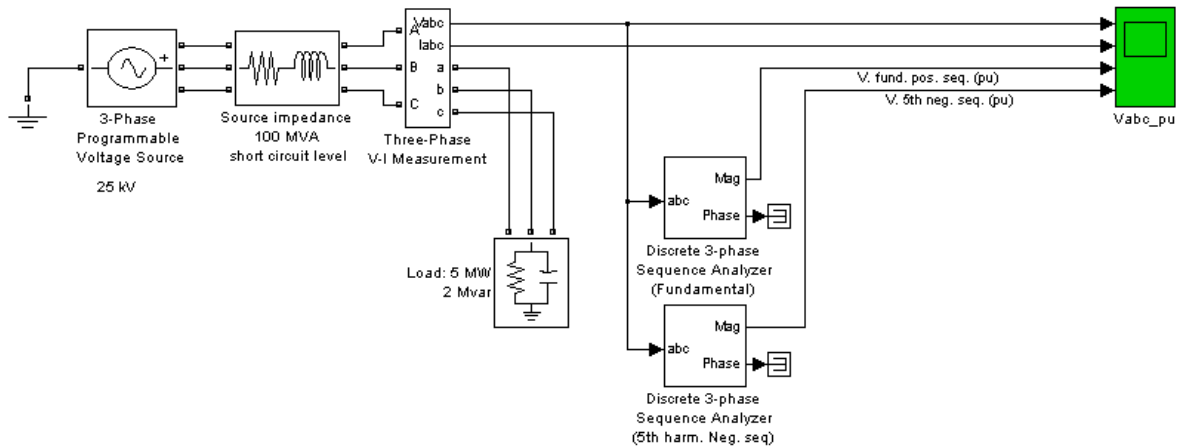 Vabc
A
Iabc
B
a
b
C
c
3-Phase
Programmable
Voltage Source
25 kV
Source impedance
100 MVA
short circuit level
Three-Phase
V-I Measurement
V. fund. pos. seq. (pu)
V. 5th neg. seq. (pu)
Vabc_pu
Load: 5 MW
2 Mvar
abc
Mag
Phase
Discrete 3-phase
Sequence Analyzer
(Fundamental)
abc
Mag
Phase
Discrete 3-phase
Sequence Analyzer
(5th harm. Neg. seq)